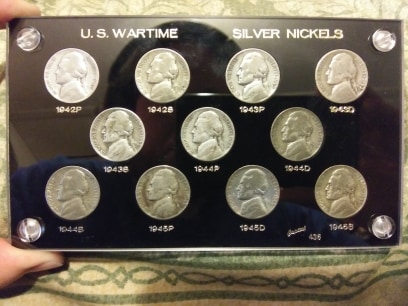 U.S. WARTIME SILVER NICKELS
1942P 1942S 1943P 1943D
1943S 1944P 1944D
1944S 1945P 1945D 1945S
436